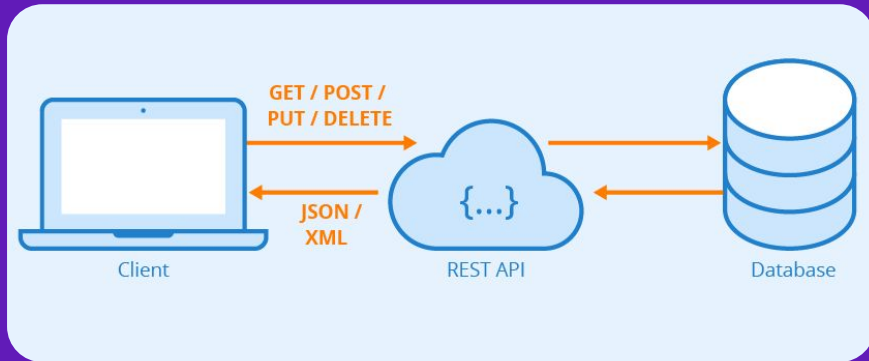 GET / POST /
PUT / DELETE
{...}
JSON /
XML
Client
REST API
Database